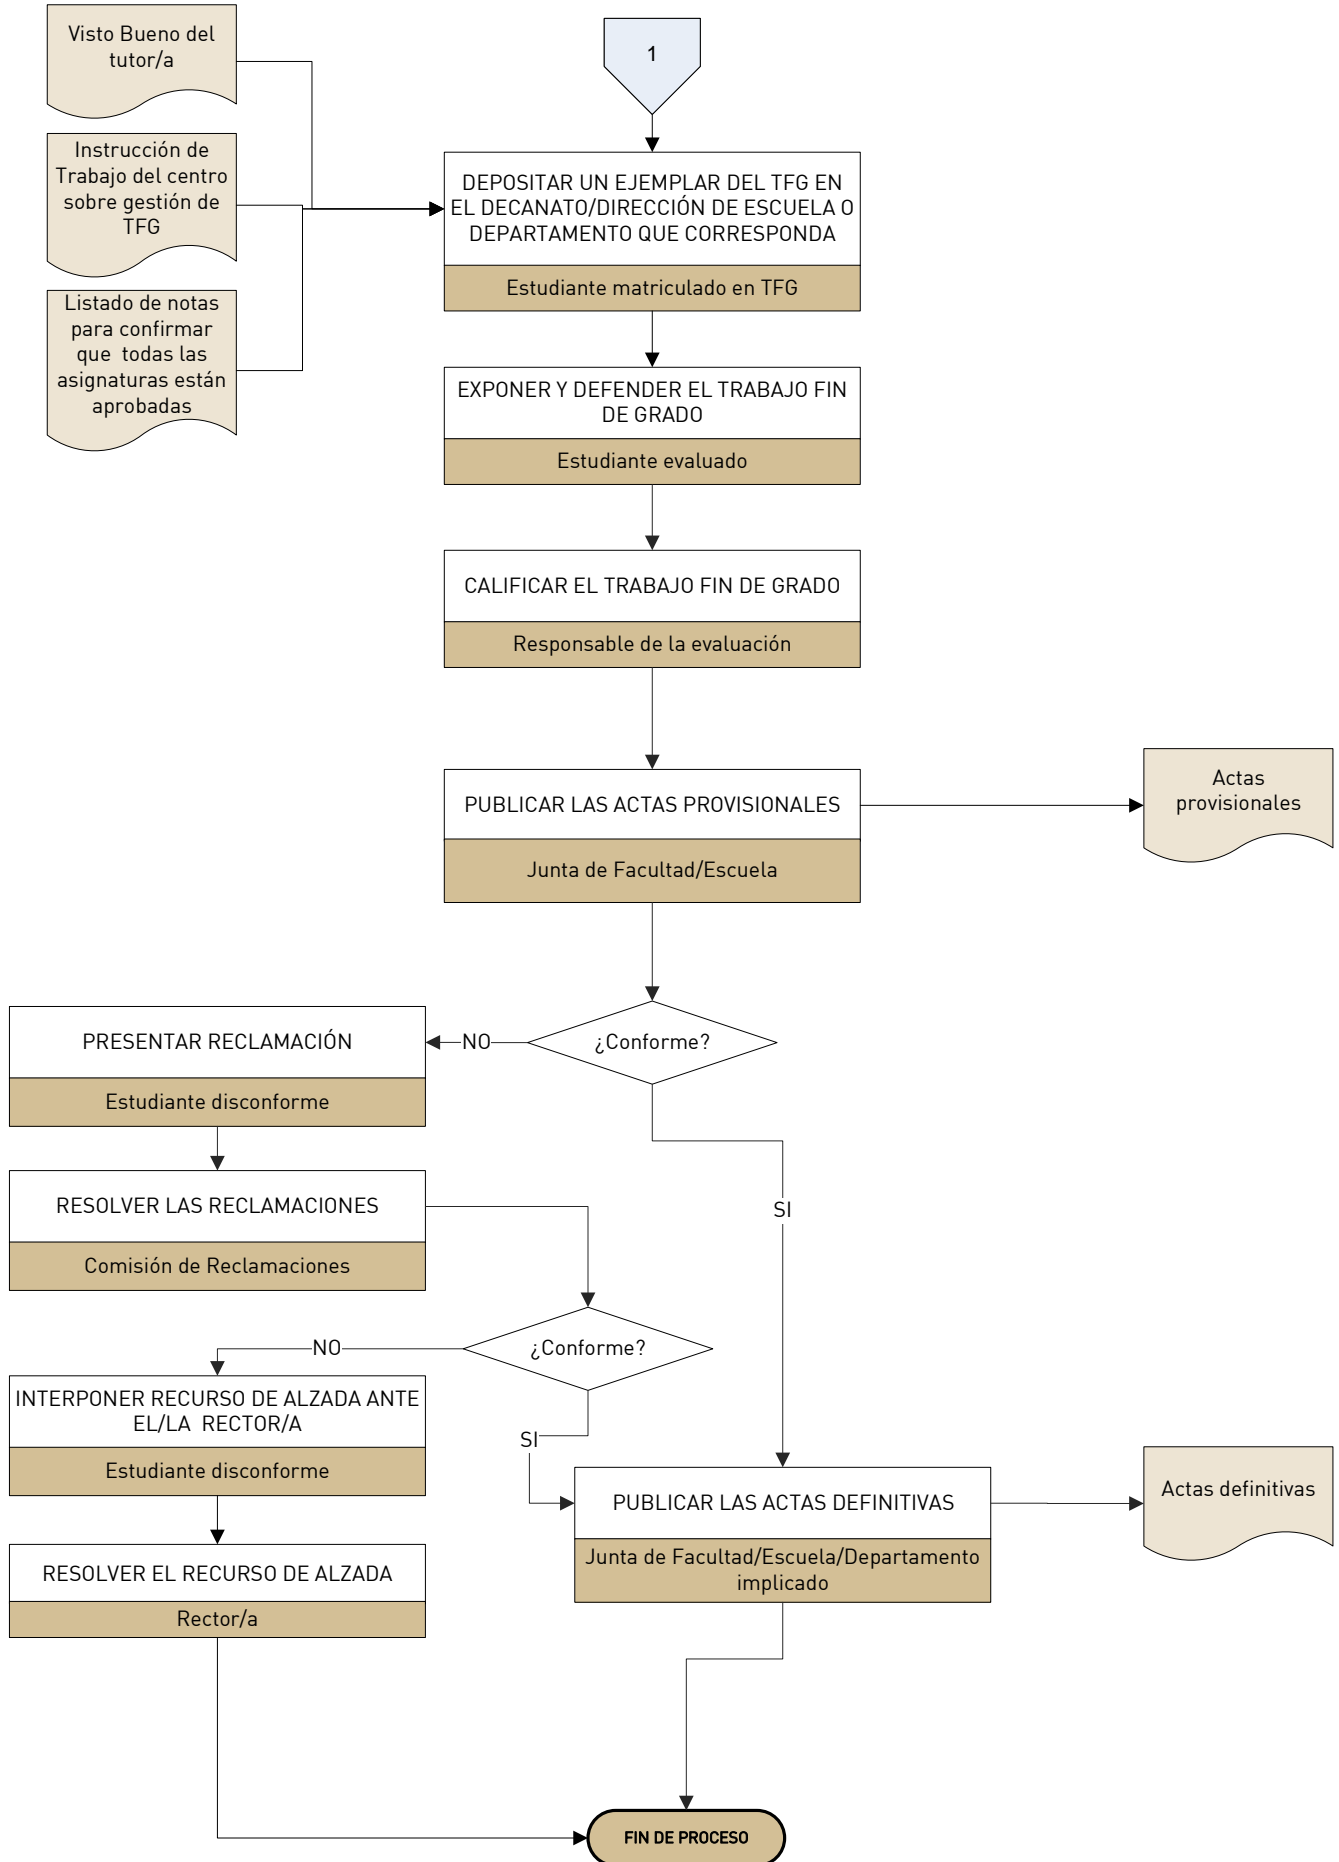 Visto Bueno del
tutor/a
1
Instrucción de
Trabajo del centro
sobre gestión de
TFG
DEPOSITAR UN EJEMPLAR DEL TFG EN
EL DECANATO/DIRECCIÓN DE ESCUELA O
DEPARTAMENTO QUE CORRESPONDA
Estudiante matriculado en TFG
Listado de notas
para confirmar
que todas las
asignaturas están
aprobadas
EXPONER Y DEFENDER EL TRABAJO FIN
DE GRADO
Estudiante evaluado
CALIFICAR EL TRABAJO FIN DE GRADO
Responsable de la evaluación
PUBLICAR LAS ACTAS PROVISIONALES
Junta de Facultad/Escuela
Actas
provisionales
¿Conforme?
NO
PRESENTAR RECLAMACIÓN
Estudiante disconforme
RESOLVER LAS RECLAMACIONES
Comisión de Reclamaciones
SI
¿Conforme?
NO
INTERPONER RECURSO DE ALZADA ANTE
EL/LA RECTOR/A
Estudiante disconforme
SI
PUBLICAR LAS ACTAS DEFINITIVAS
Junta de Facultad/Escuela/Departamento
implicado
Actas definitivas
RESOLVER EL RECURSO DE ALZADA
Rector/a
FIN DE PROCESO